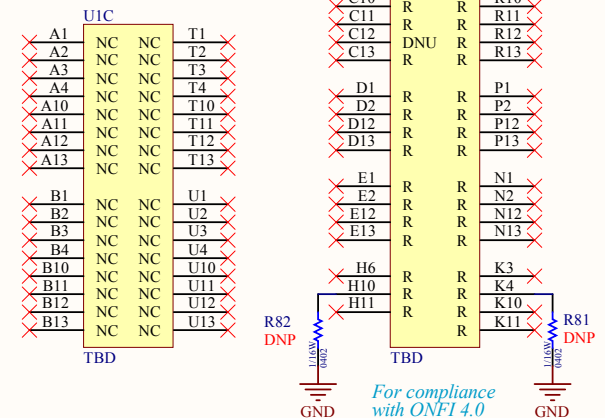 U1C
A1 NC NC T1
A2 NC NC T2
A3 NC NC T3
A4 NC NC T4
A10 NC NC T10
A11 NC NC T11
A12 NC NC T12
A13 NC NC T13
B1 NC NC U1
B2 NC NC U2
B3 NC NC U3
B4 NC NC U4
B10 NC NC U10
B11 NC NC U11
B12 NC NC U12
B13 NC NC U13
TBD
R R
C11 R R R11
C12 DNU R R12
C13 R R R13
D1 R R P1
D2 R R P2
D12 R R P12
D13 R R P13
E1 R R N1
E2 R R N2
E12 R R N12
E13 R R N13
H6 R R K3
H10 R R K4
H11 R R K10
R K11
TBD
R82
DNP
1/16W
0402
GND
R81
DNP
1/16W
0402
GND
For compliance
with ONFI 4.0